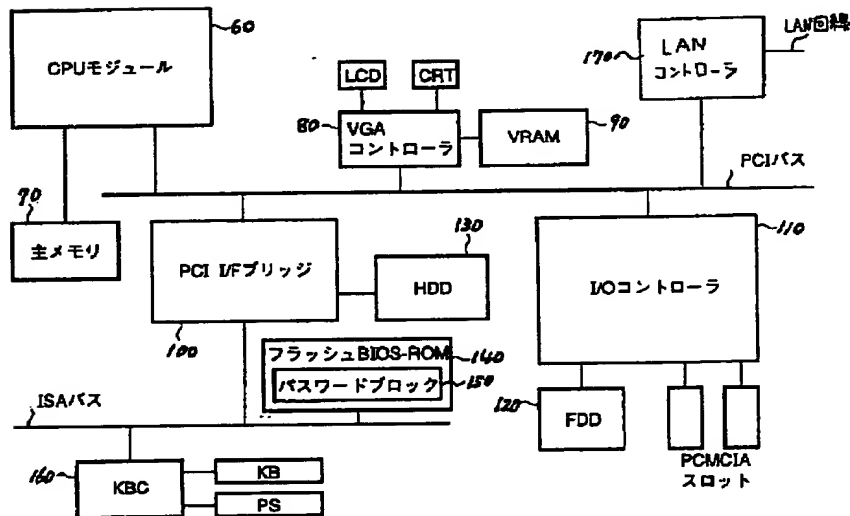 60
CPUモジュール
LCD
CRT
80
VGA
コントローラ
VRAM
90
170
LAN
コントローラ
LAN回線
PCIバス
70
主メモリ
PCI I/Fブリッジ
100
130
HDD
110
I/Oコントローラ
フラッシュBIOS-ROM
140
パスワードブロック
150
ISAバス
120
FDD
PCMCIA
スロット
160
KBC
KB
PS